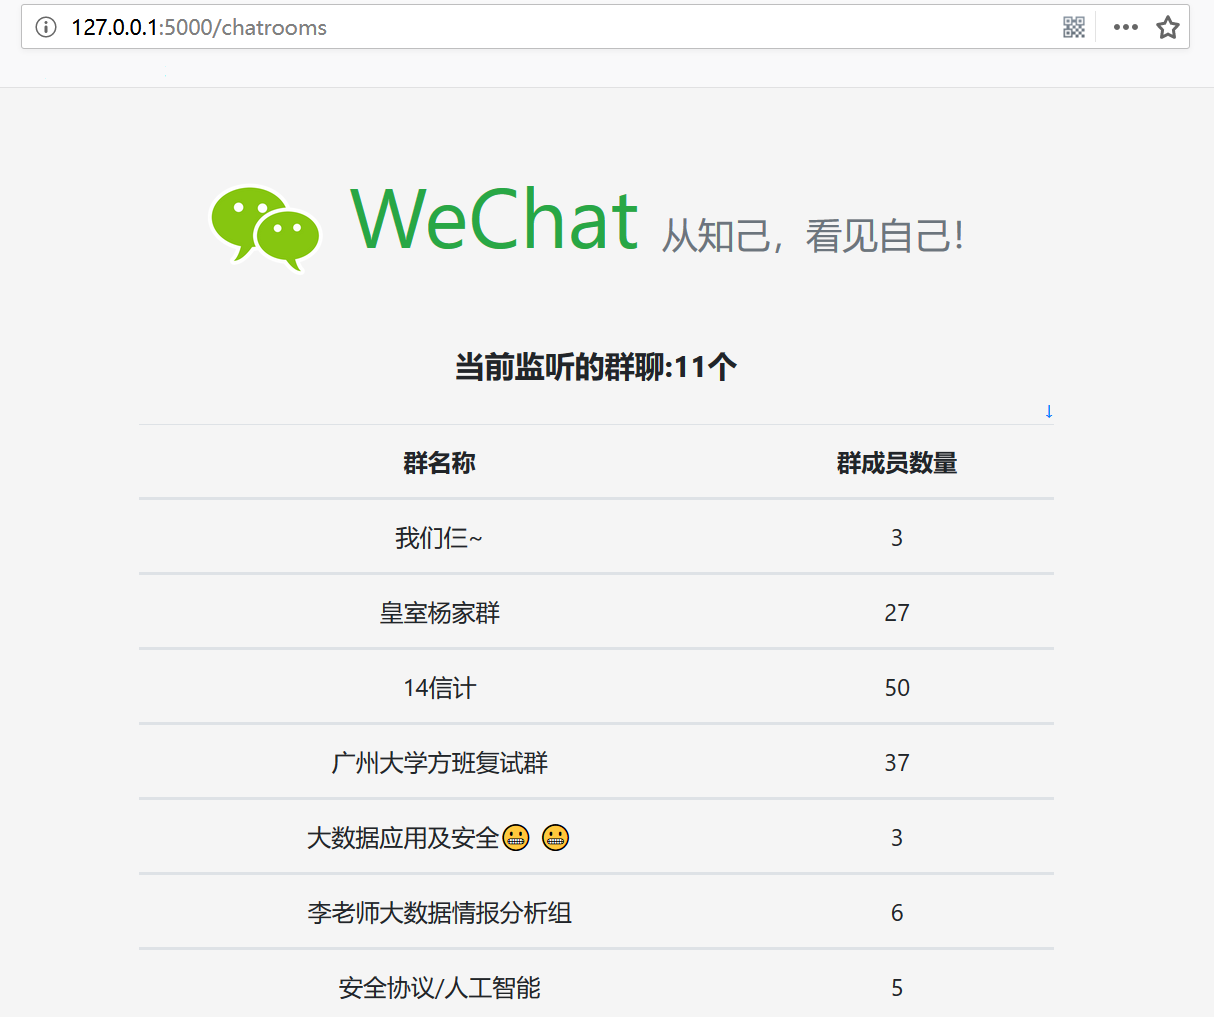 127.0.0.1:5000/chatrooms
WeChat 从知己，看见自己！
当前监听的群聊:11个
↓
群名称 群成员数量
我们仨~ 3
皇室杨家群 27
14信计 50
广州大学方班复试群 37
大数据应用及安全😬 😬 3
李老师大数据情报分析组 6
安全协议/人工智能 5